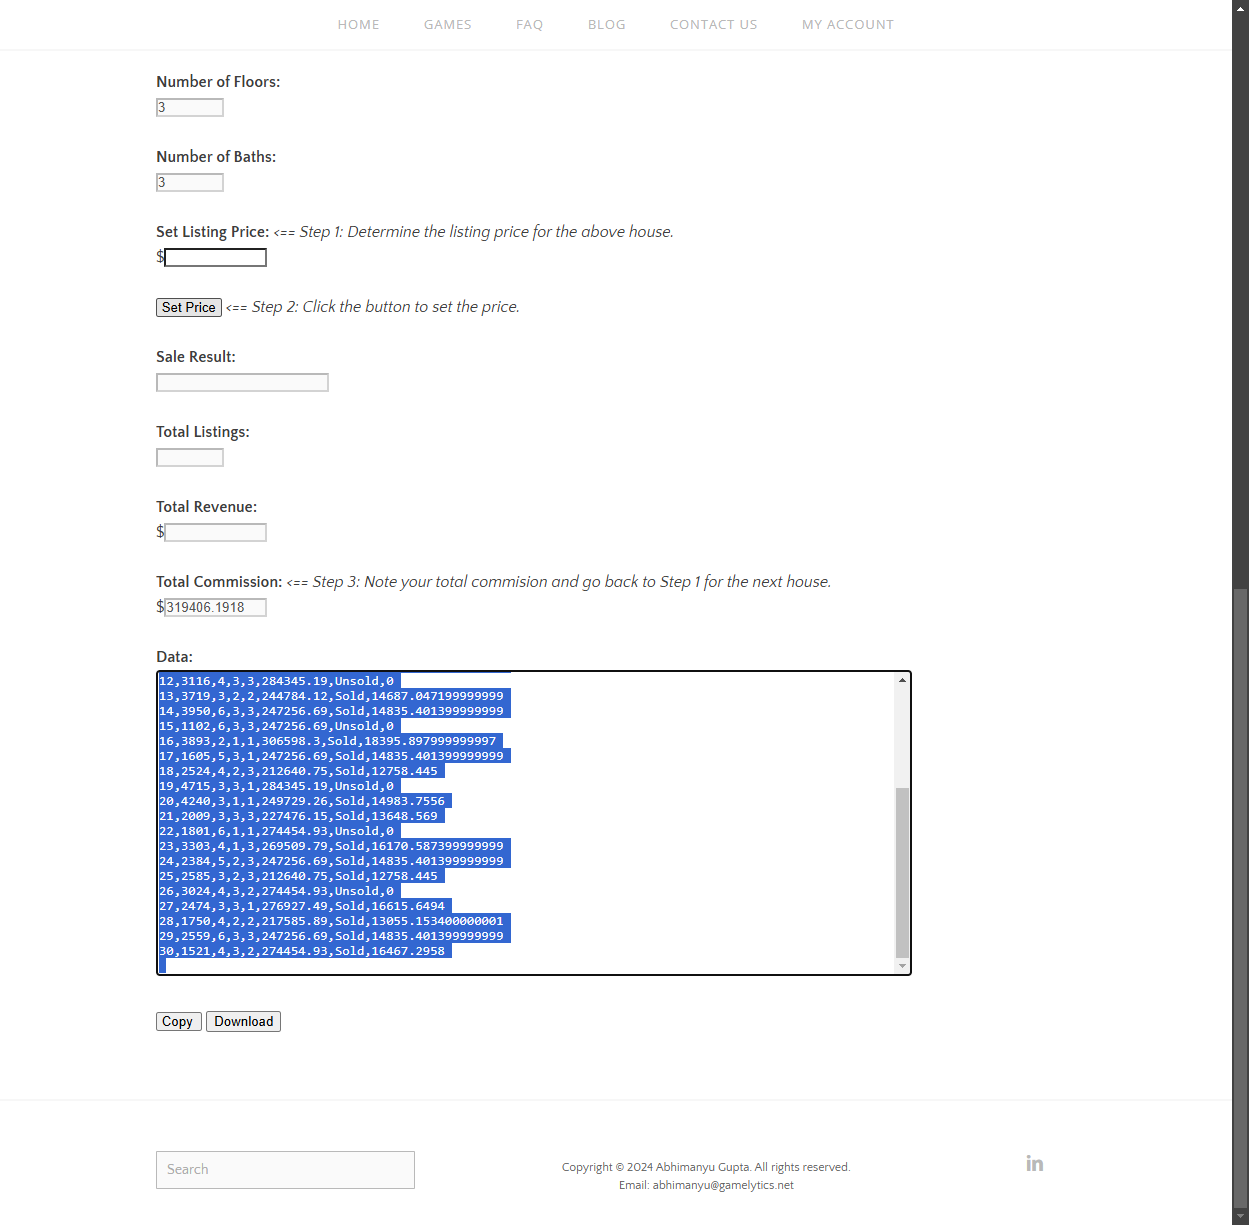 HOME GAMES FAQ BLOG CONTACT US MY ACCOUNT
Number of Floors:
3
Number of Baths:
3
Set Listing Price: <== Step 1: Determine the listing price for the above house.
$
Set Price <== Step 2: Click the button to set the price.
Sale Result:
Total Listings:
Total Revenue:
$
Total Commission: <== Step 3: Note your total commision and go back to Step 1 for the next house.
$319406.1918
Data:
12,3116,4,3,3,284345.19,Unsold,0
13,3719,3,2,2,244784.12,Sold,14687.047199999999
14,3950,6,3,3,247256.69,Sold,14835.401399999999
15,1102,6,3,3,247256.69,Unsold,0
16,3893,2,1,1,306598.3,Sold,18395.897999999997
17,1605,5,3,1,247256.69,Sold,14835.401399999999
18,2524,4,2,3,212640.75,Sold,12758.445
19,4715,3,3,1,284345.19,Unsold,0
20,4240,3,1,1,249729.26,Sold,14983.7556
21,2009,3,3,3,227476.15,Sold,13648.569
22,1801,6,1,1,274454.93,Unsold,0
23,3303,4,1,3,269509.79,Sold,16170.587399999999
24,2384,5,2,3,247256.69,Sold,14835.401399999999
25,2585,3,2,3,212640.75,Sold,12758.445
26,3024,4,3,2,274454.93,Unsold,0
27,2474,3,3,1,276927.49,Sold,16615.6494
28,1750,4,2,2,217585.89,Sold,13055.153400000001
29,2559,6,3,3,247256.69,Sold,14835.401399999999
30,1521,4,3,2,274454.93,Sold,16467.2958
Copy Download
Search
Copyright © 2024 Abhimanyu Gupta. All rights reserved.
Email: abhimanyu@gamelytics.net
in